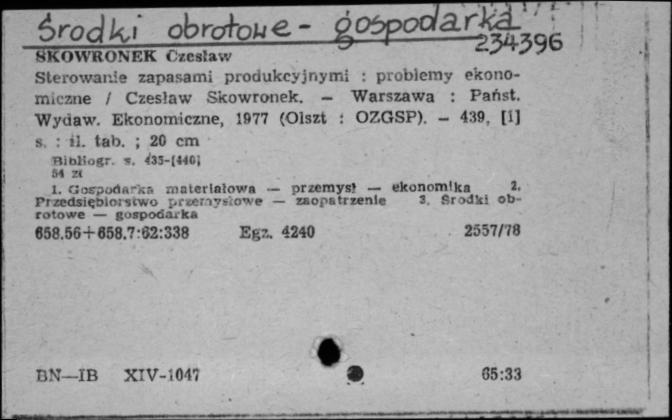 Środki obrotowe - gospodarka
234396
SKOWRONEK Czesław
Sterowanie zapasami produkcyjnymi : problemy ekono-
miczne / Czesław Skowronek. — Warszawa : Państ.
Wydaw. Ekonomiczne, 1977 (Olszt : OZGSP). — 439, [1]
s. : il. tab. ; 20 cm
Bibliogr. s. 435-[440]
54 zł
1. Gospodarka materiałowa — przemysł — ekonomika 2.
Przedsiębiorstwo przemysłowe — zaopatrzenie 3. Środki ob-
rotowe — gospodarka
658.56+658.7:62:338 Egz. 4240 2557/78
BN—IB XIV-1047 65:33